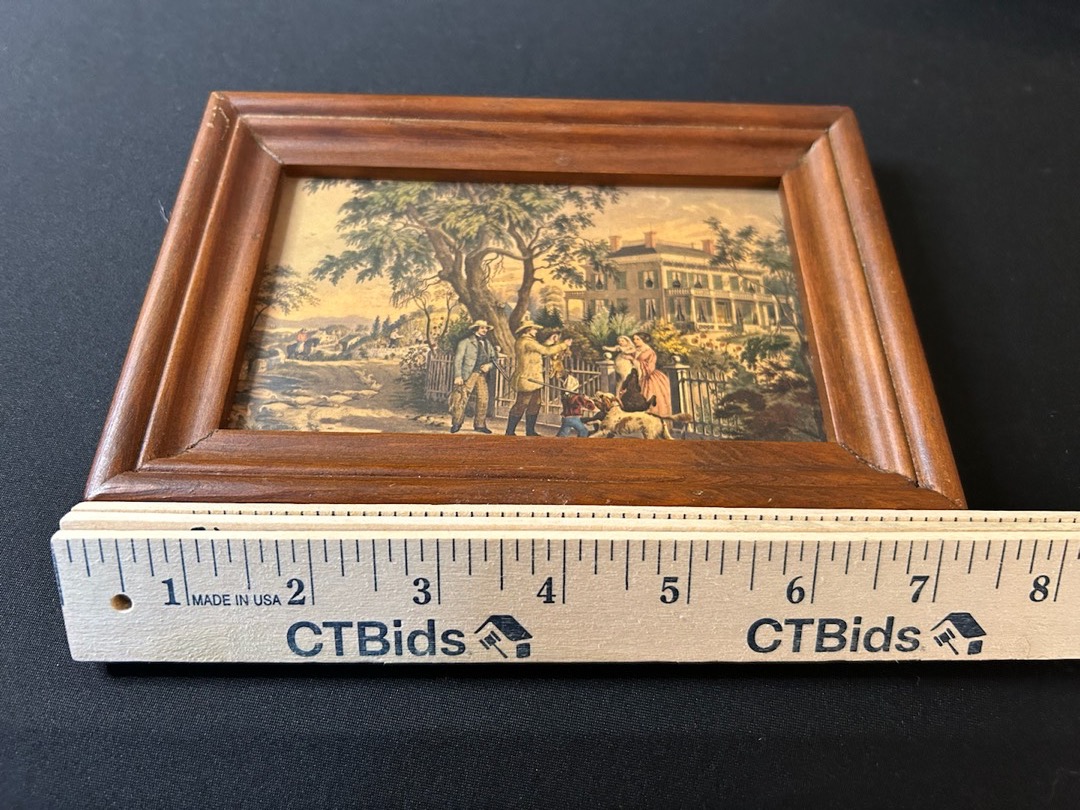 1 MADE IN USA 2 3 4 5 6 7 8
CTBids CTBids